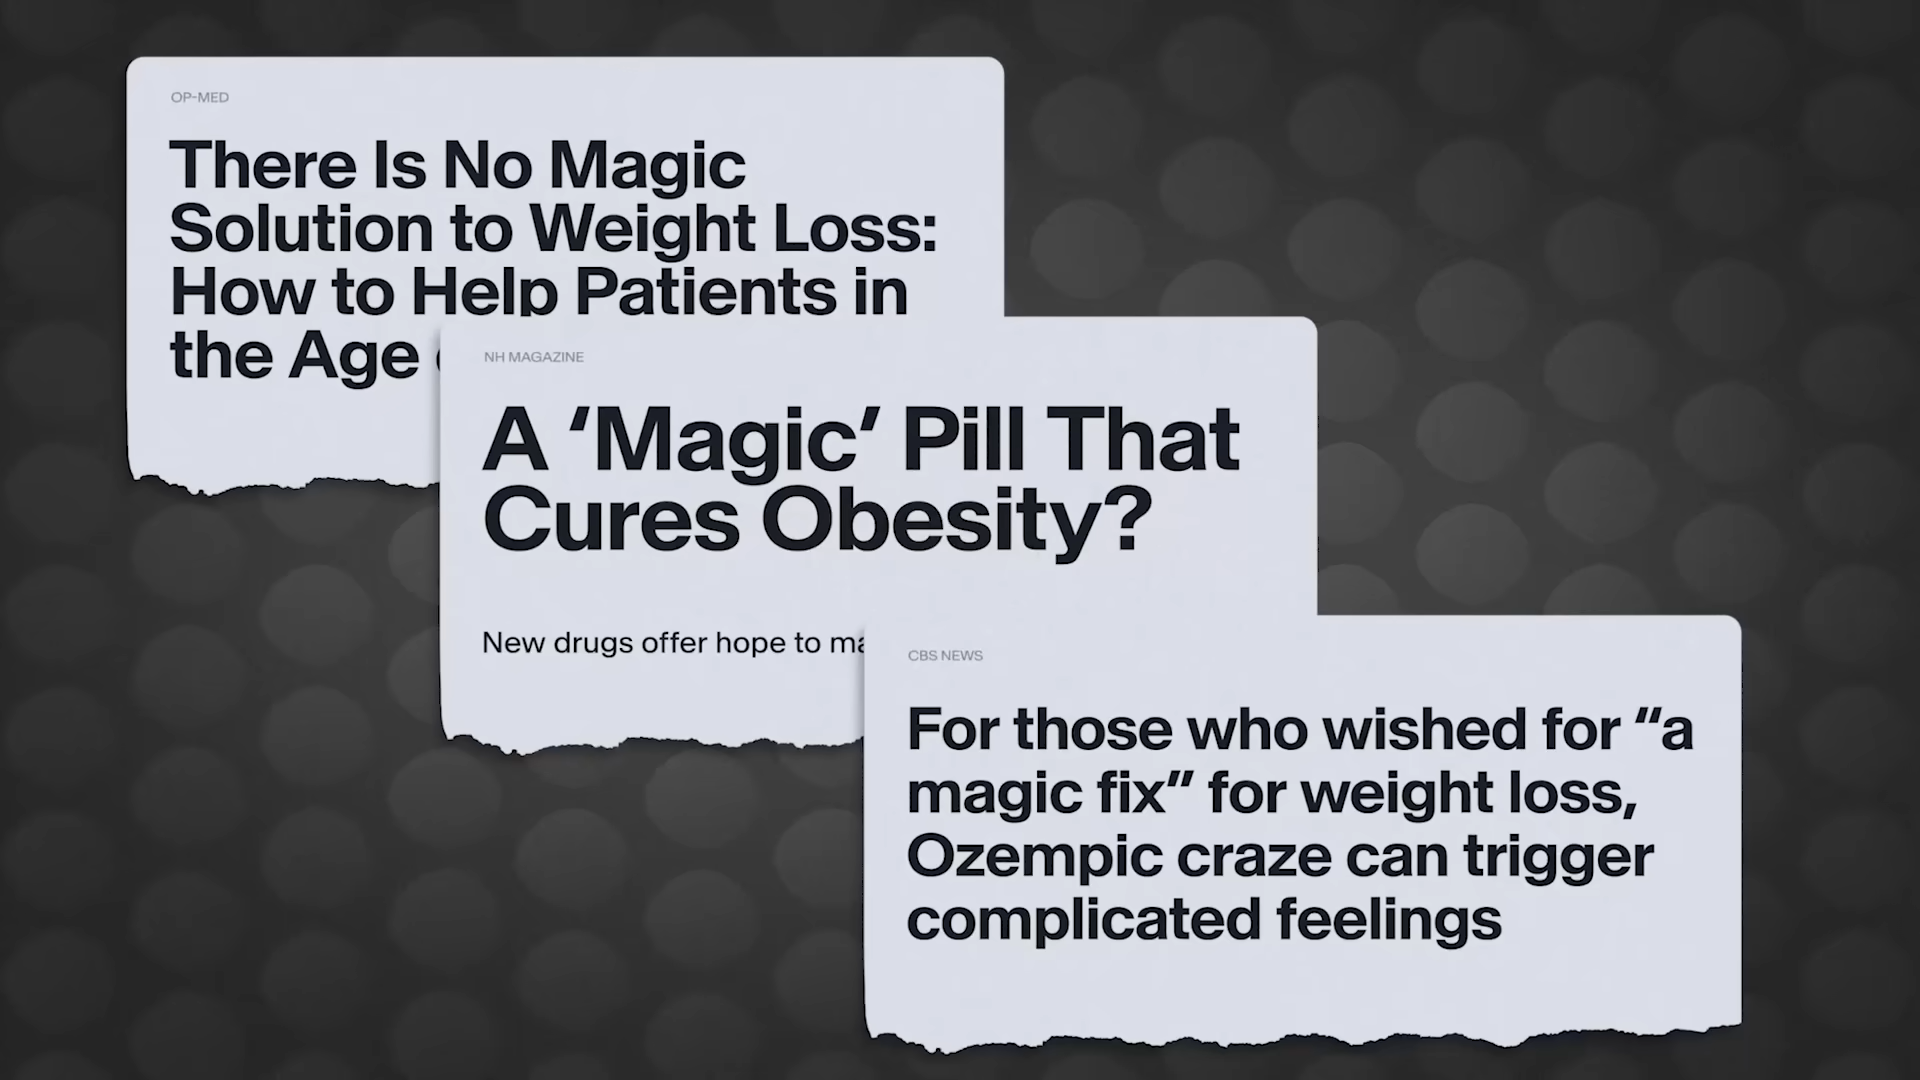 OP-MED
There Is No Magic
Solution to Weight Loss:
How to Help Patients in
the Age
NH MAGAZINE
A ‘Magic’ Pill That
Cures Obesity?
New drugs offer hope to
CBS NEWS
For those who wished for “a
magic fix” for weight loss,
Ozempic craze can trigger
complicated feelings